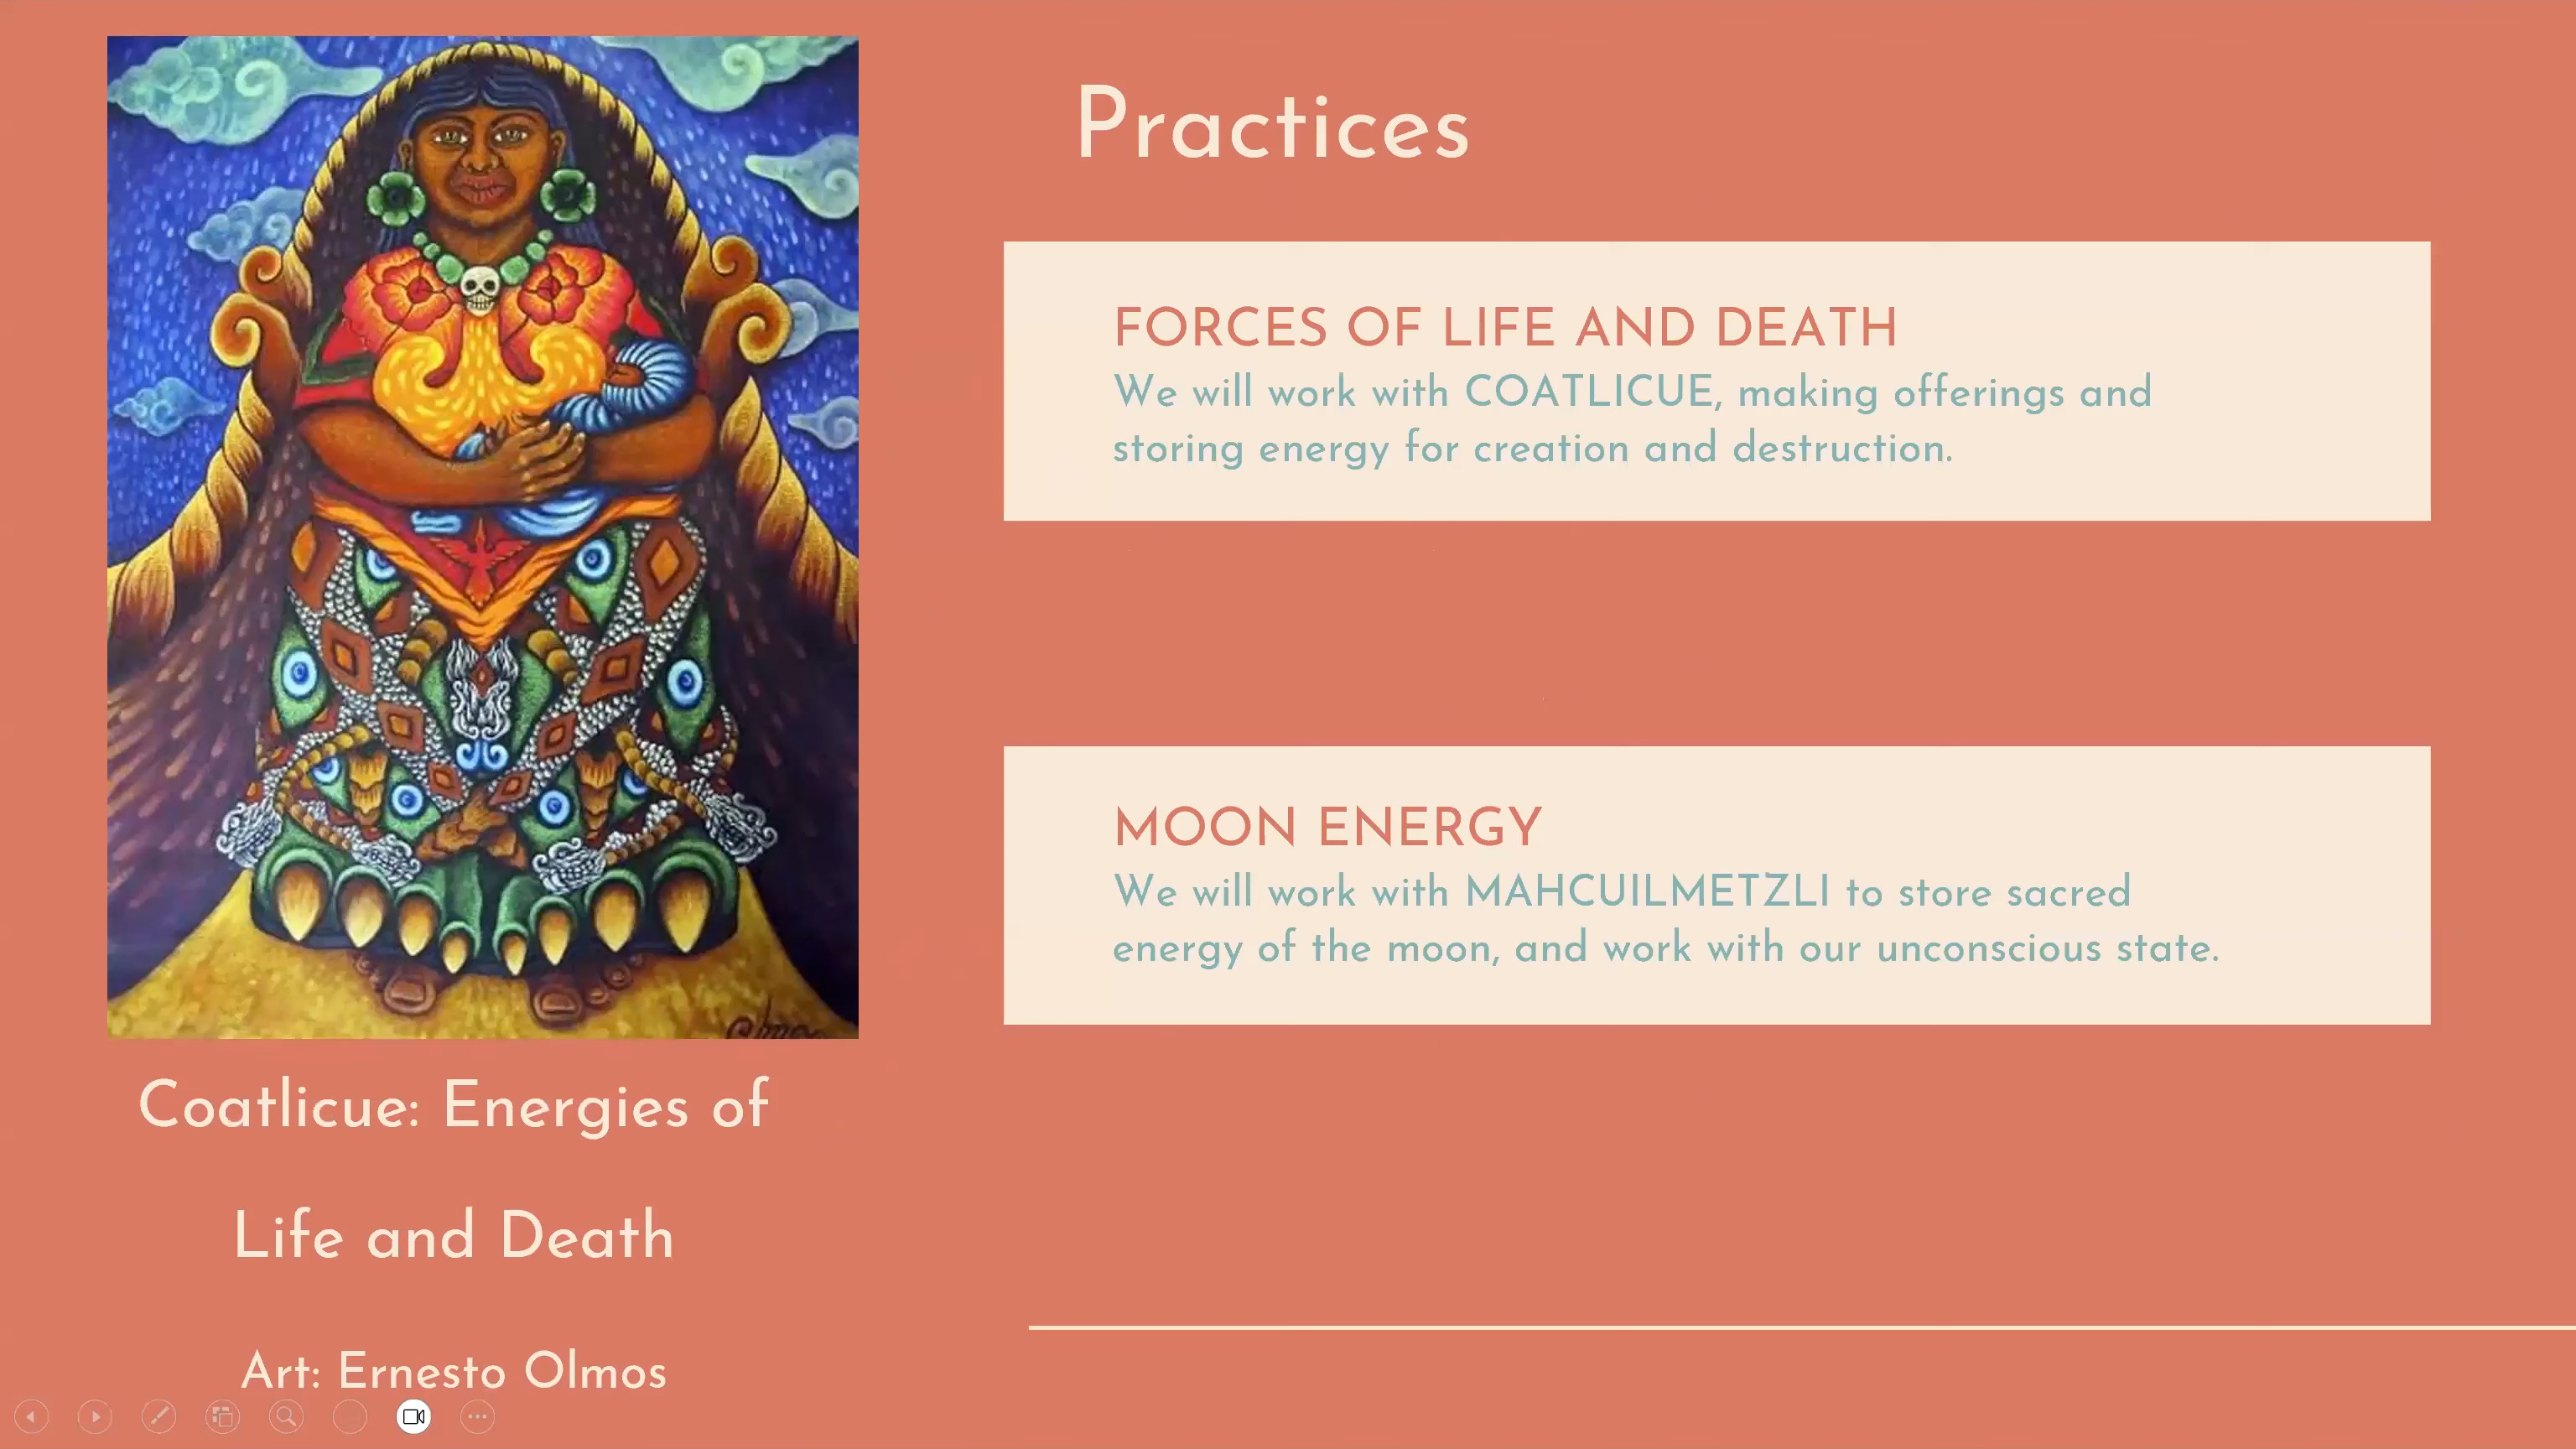 Practices
FORCES OF LIFE AND DEATH
We will work with COATLICUE, making offerings and
storing energy for creation and destruction.
MOON ENERGY
We will work with MAHCUILMETZLI to store sacred
energy of the moon, and work with our unconscious state.
Coatlicue: Energies of
Life and Death
Art: Ernesto Olmos